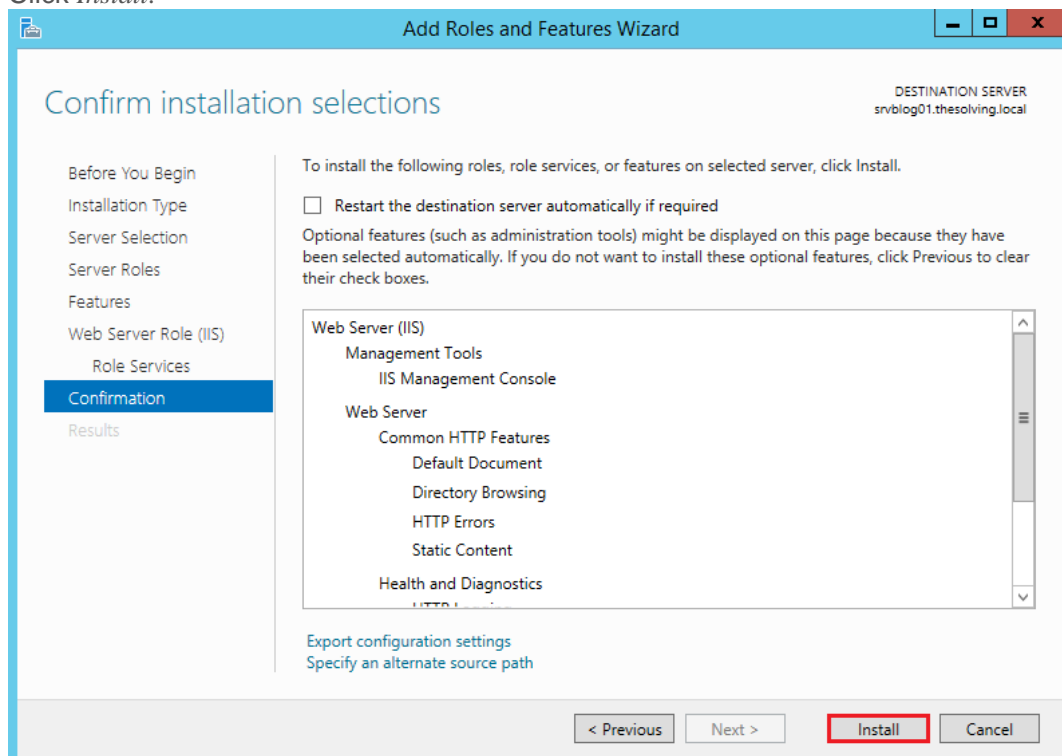 Click Install.
Add Roles and Features Wizard
Confirm installation selections
DESTINATION SERVER
srvblog01.thesolving.local
Before You Begin
Installation Type
Server Selection
Server Roles
Features
Web Server Role (IIS)
Role Services
Confirmation
Results
To install the following roles, role services, or features on selected server, click Install.
Restart the destination server automatically if required
Optional features (such as administration tools) might be displayed on this page because they have
been selected automatically. If you do not want to install these optional features, click Previous to clear
their check boxes.
Web Server (IIS)
Management Tools
IIS Management Console
Web Server
Common HTTP Features
Default Document
Directory Browsing
HTTP Errors
Static Content
Health and Diagnostics
HTTP Logging
Export configuration settings
Specify an alternate source path
< Previous
Next >
Install
Cancel